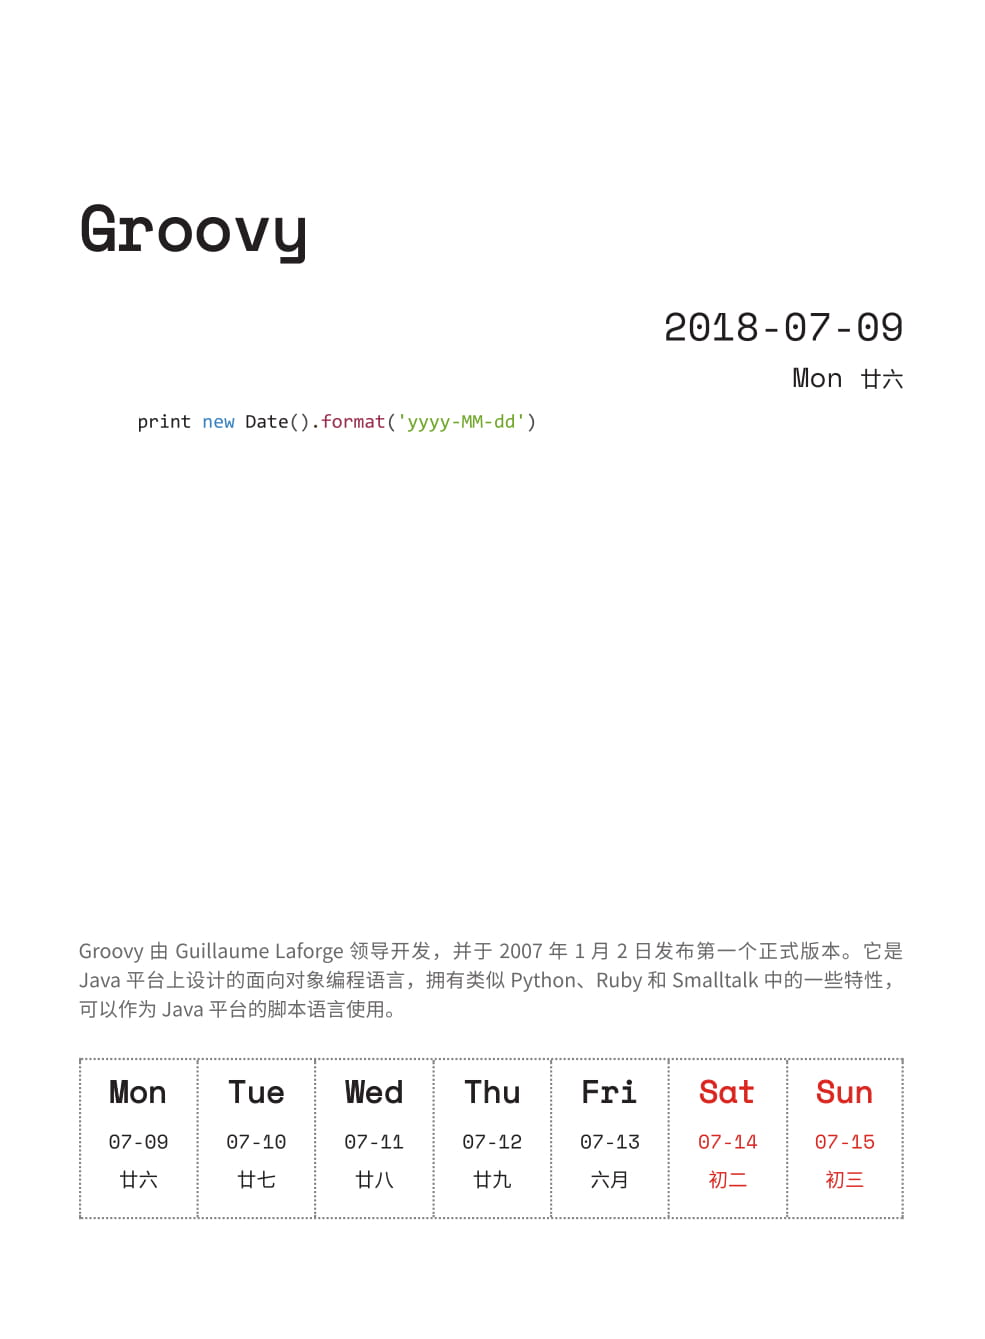 Groovy
2018-07-09
Mon 廿六
print new Date().format('yyyy-MM-dd')
Groovy 由 Guillaume Laforge 领导开发，并于 2007 年 1 月 2 日发布第一个正式版本。它是
Java 平台上设计的面向对象编程语言，拥有类似 Python、Ruby 和 Smalltalk 中的一些特性，
可以作为 Java 平台的脚本语言使用。
Mon Tue Wed Thu Fri Sat Sun
07-09 07-10 07-11 07-12 07-13 07-14 07-15
廿六 廿七 廿八 廿九 六月 初二 初三